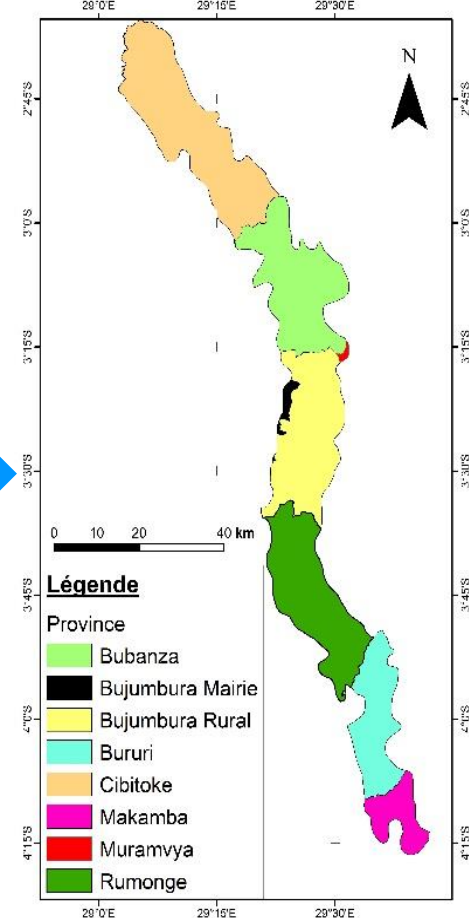 29°0'E 29°15'E 29°30'E
N
2°45'S 2°45'S
3°0'S 3°0'S
3°15'S 3°15'S
3°30'S 3°30'S
0 10 20 40 km
Légende
3°45'S 3°45'S
Province
Bubanza
Bujumbura Mairie
Bujumbura Rural
4°0'S 4°0'S
Bururi
Cibitoke
Makamba
Muramvya
4°15'S 4°15'S
Rumonge
29°0'E 29°15'E 29°30'E